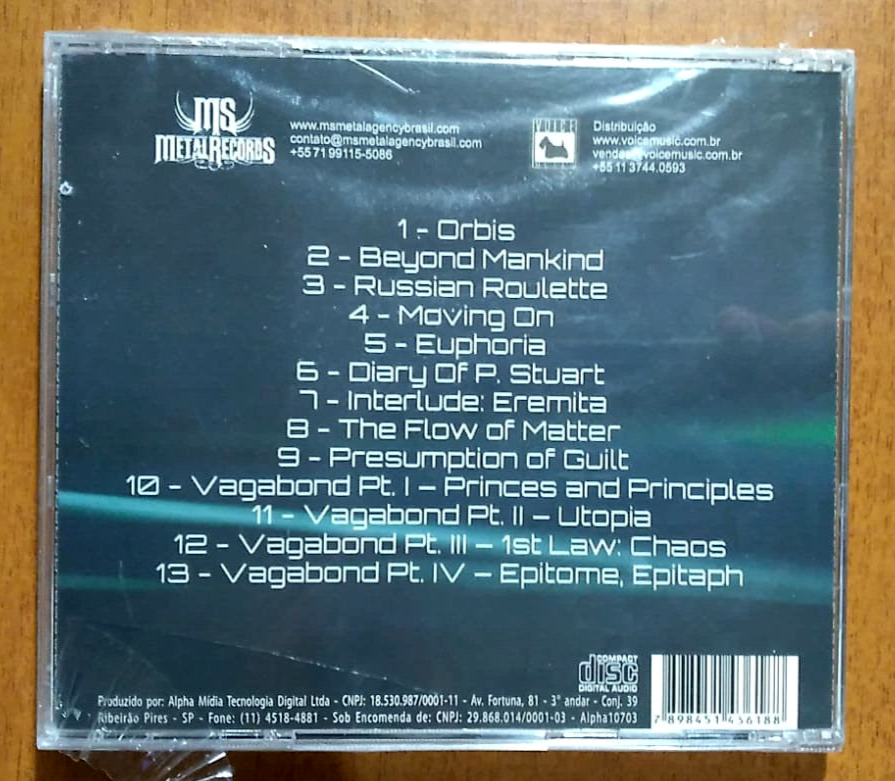 MS
METALRECORDS
www.msmetalagencybrasil.com
contato@msmetalagencybrasil.com
+55 71 99115-5086
VOICE
MUSIC
Distribuição
www.voicemusic.com.br
vendas@voicemusic.com.br
+55 11 3744.0593
1 - Orbis
2 - Beyond Mankind
3 - Russian Roulette
4 - Moving On
5 - Euphoria
6 - Diary Of P. Stuart
7 - Interlude: Eremita
8 - The Flow of Matter
9 - Presumption of Guilt
10 - Vagabond Pt. I – Princes and Principles
11 - Vagabond Pt. II – Utopia
12 - Vagabond Pt. III – 1st Law: Chaos
13 - Vagabond Pt. IV – Epitome, Epitaph
COMPACT
disc
DIGITAL AUDIO
Produzido por: Alpha Mídia Tecnologia Digital Ltda - CNPJ: 18.530.987/0001-11 - Av. Fortuna, 81 - 3° andar - Conj. 39
Ribeirão Pires - SP - Fone: (11) 4518-4881 - Sob Encomenda de: CNPJ: 29.868.014/0001-03 - Alpha10703
7 898451 456188